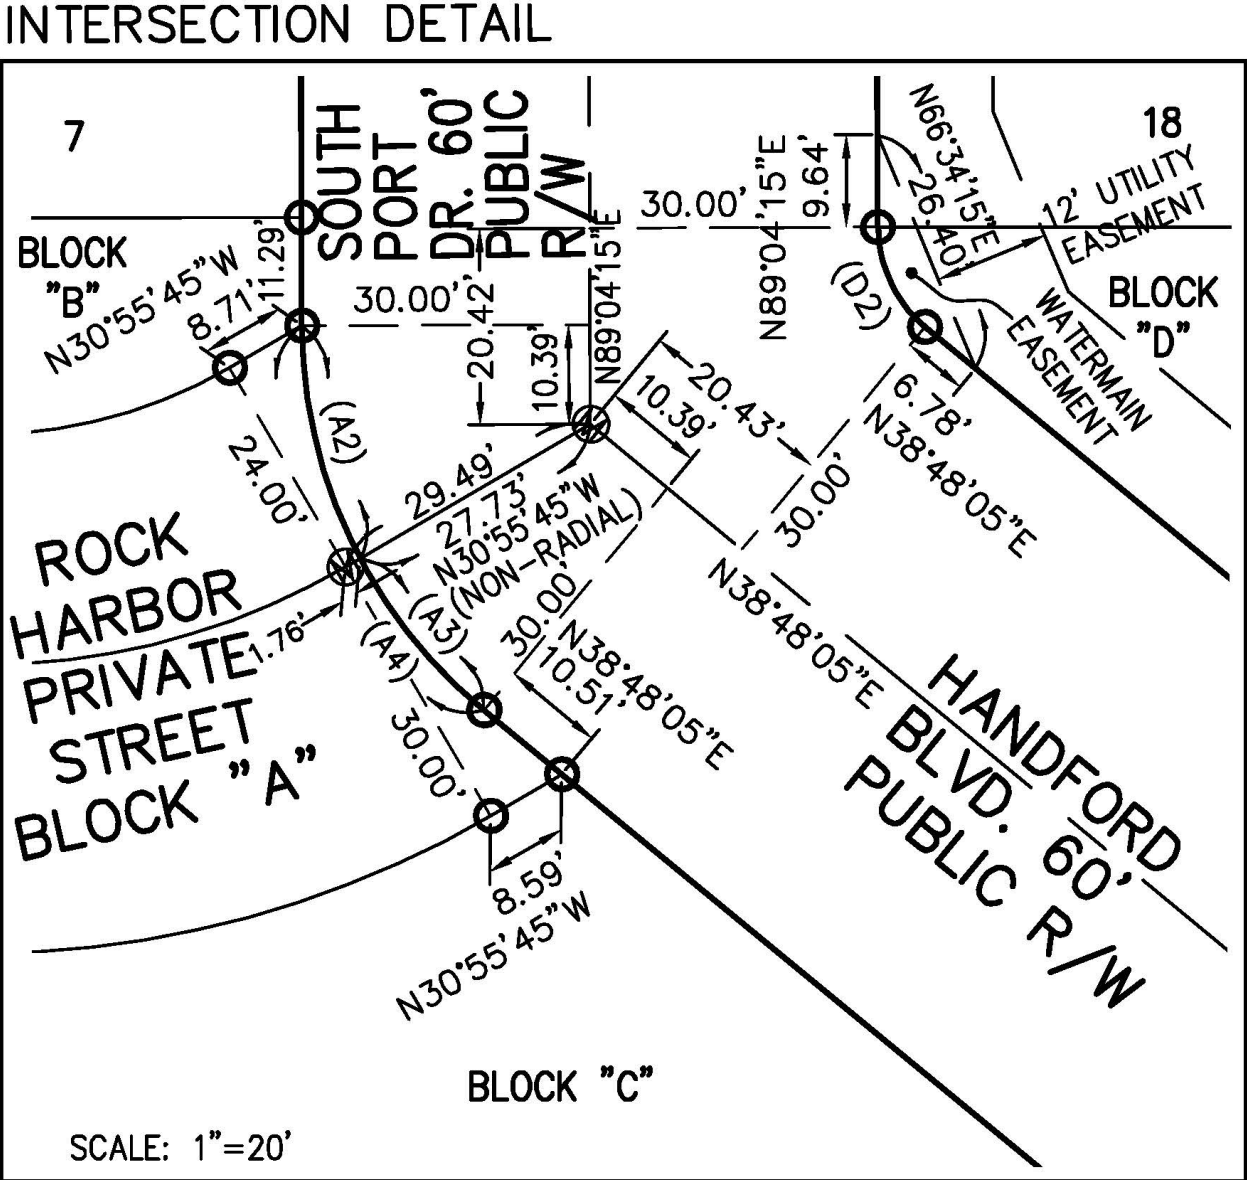 INTERSECTION DETAIL
7
SOUTH
PORT
DR. 60'
PUBLIC
R/W
N66°34'15"E
26.40'
18
12' UTILITY
EASEMENT
30.00'
N89°04'15"E
9.64'
BLOCK
"B"
N30°55'45"W
8.71'
11.29'
30.00'
20.42'
10.39'
N89°04'15"E
(D2)
WATERMAIN
EASEMENT
BLOCK
"D"
20.43'
10.39'
6.78'
N38°48'05"E
30.00'
(A2)
24.00'
29.49'
27.73'
N30°55'45"W
(NON-RADIAL)
ROCK
HARBOR
PRIVATE
STREET
BLOCK "A"
1.76'
(A3)
(A4)
30.00'
30.00'
N38°48'05"E
10.51'
N38°48'05"E
HANDFORD
BLVD. 60'
PUBLIC R/W
8.59'
N30°55'45"W
BLOCK "C"
SCALE: 1"=20'